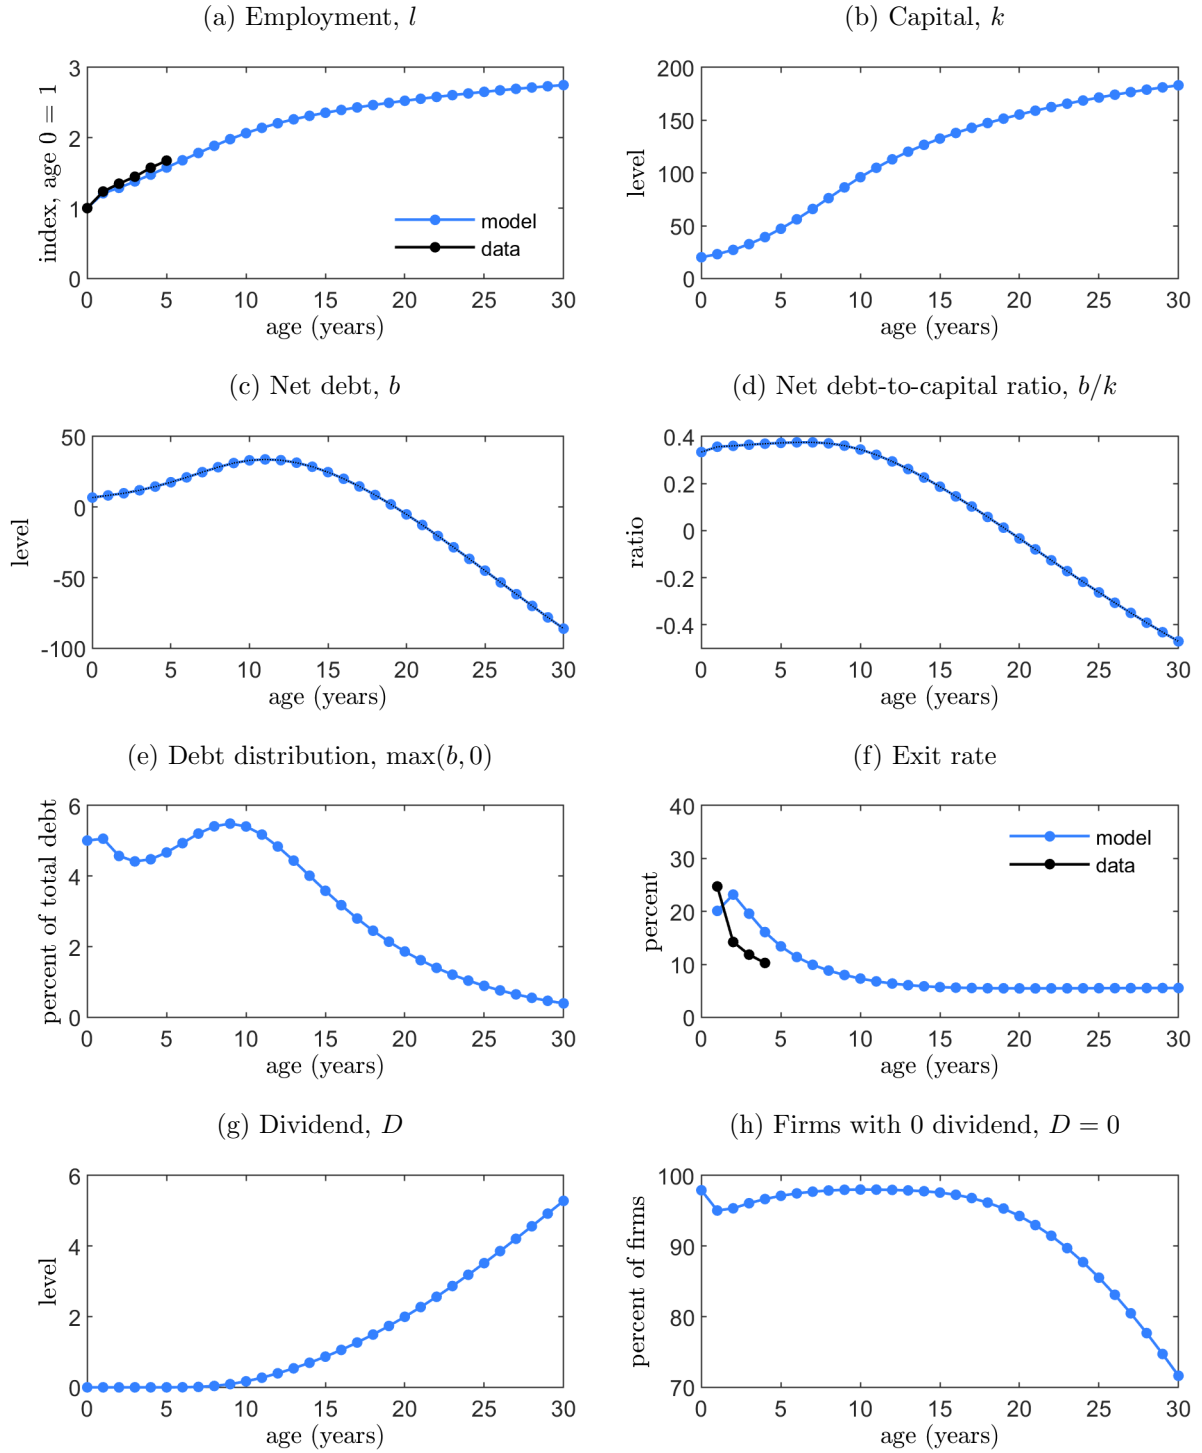 (a) Employment, l
index, age 0 = 1
3
2
1
0
model
data
0 5 10 15 20 25 30
age (years)
(b) Capital, k
level
200
150
100
50
0
0 5 10 15 20 25 30
age (years)
(c) Net debt, b
level
50
0
-50
-100
0 5 10 15 20 25 30
age (years)
(d) Net debt-to-capital ratio, b/k
ratio
0.4
0.2
0
-0.2
-0.4
0 5 10 15 20 25 30
age (years)
(e) Debt distribution, max(b, 0)
percent of total debt
6
4
2
0
0 5 10 15 20 25 30
age (years)
(f) Exit rate
percent
40
30
20
10
0
model
data
0 5 10 15 20 25 30
age (years)
(g) Dividend, D
level
6
4
2
0
0 5 10 15 20 25 30
age (years)
(h) Firms with 0 dividend, D = 0
percent of firms
100
90
80
70
0 5 10 15 20 25 30
age (years)